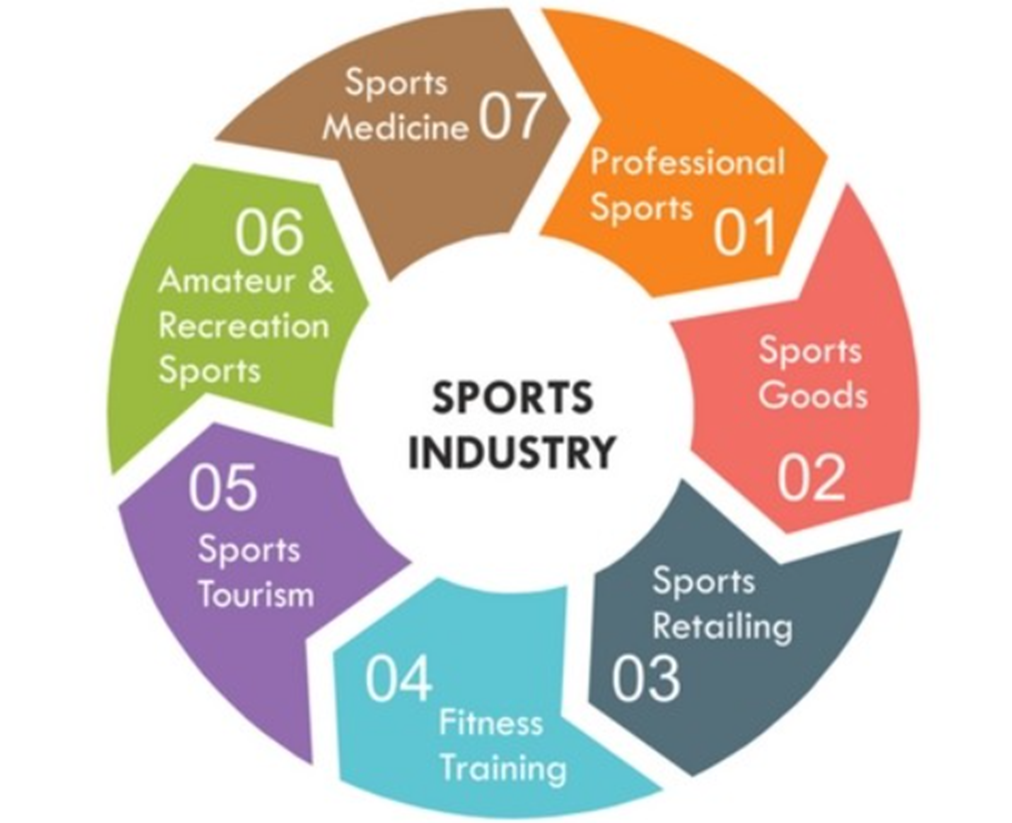 SPORTS
INDUSTRY
Professional
Sports
01
Sports
Goods
02
Sports
Retailing
03
04
Fitness
Training
05
Sports
Tourism
06
Amateur &
Recreation
Sports
Sports
Medicine 07